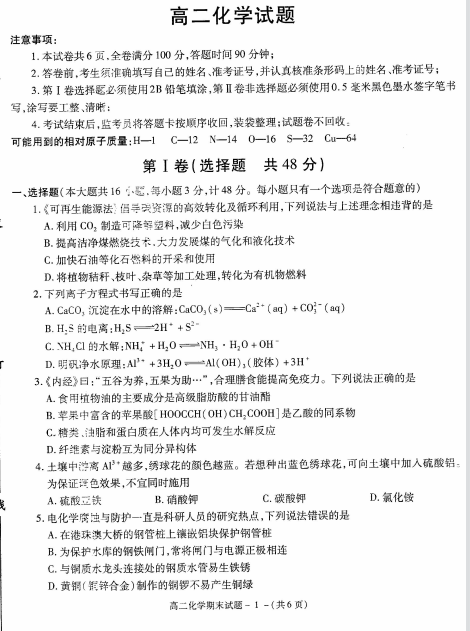 高二化学试题
注意事项:
1.本试卷共6页,全卷满分100分,答题时间90分钟;
2.答卷前,考生须准确填写自己的姓名、准考证号,并认真核准条形码上的姓名、准考证号;
3.第Ⅰ卷选择题必须使用2B铅笔填涂,第Ⅱ卷非选择题必须使用0.5毫米黑色墨水签字笔书
写,涂写要工整、清晰;
4.考试结束后,监考员将答题卡按顺序收回,装袋整理;试题卷不回收。
可能用到的相对原子质量:H—1 C—12 N—14 O—16 S—32 Cu—64
第Ⅰ卷(选择题 共48分)
一、选择题(本大题共16小题,每小题3分,计48分。每小题只有一个选项是符合题意的)
1.《可再生能源法》倡导碳资源的高效转化及循环利用,下列说法与上述理念相违背的是
A.利用CO₂制造可降解塑料,减少白色污染
B.提高洁净煤燃烧技术,大力发展煤的气化和液化技术
C.加快石油等化石燃料的开采和使用
D.将植物秸秆、枝叶、杂草等加工处理,转化为有机物燃料
2.下列离子方程式书写正确的是
A.CaCO₃沉淀在水中的溶解:CaCO₃(s)══Ca²⁺(aq)+CO₃²⁻(aq)
B.H₂S的电离:H₂S⇌2H⁺+S²⁻
C.NH₄Cl的水解:NH₄⁺+H₂O⇌NH₃·H₂O+OH⁻
D.明矾净水原理:Al³⁺+3H₂O⇌Al(OH)₃(胶体)+3H⁺
3.《内经》曰:“五谷为养,五果为助…”,合理膳食能提高免疫力。下列说法正确的是
A.食用植物油的主要成分是高级脂肪酸的甘油酯
B.苹果中富含的苹果酸[HOOCCH(OH)CH₂COOH]是乙酸的同系物
C.糖类、油脂和蛋白质在人体内均可发生水解反应
D.纤维素与淀粉互为同分异构体
4.土壤中游离Al³⁺越多,绣球花的颜色越蓝。若想种出蓝色绣球花,可向土壤中加入硫酸铝。
为保证调色效果,不宜同时施用
A.硫酸亚铁 B.硝酸钾 C.碳酸钾 D.氯化铵
5.电化学腐蚀与防护一直是科研人员的研究热点,下列说法错误的是
A.在港珠澳大桥的钢管桩上镶嵌铝块保护钢管桩
B.为保护水库的钢铁闸门,常将闸门与电源正极相连
C.与铜质水龙头连接处的钢质水管易生铁锈
D.黄铜(铜锌合金)制作的铜锣不易产生铜绿
高二化学期末试题-1-(共6页)